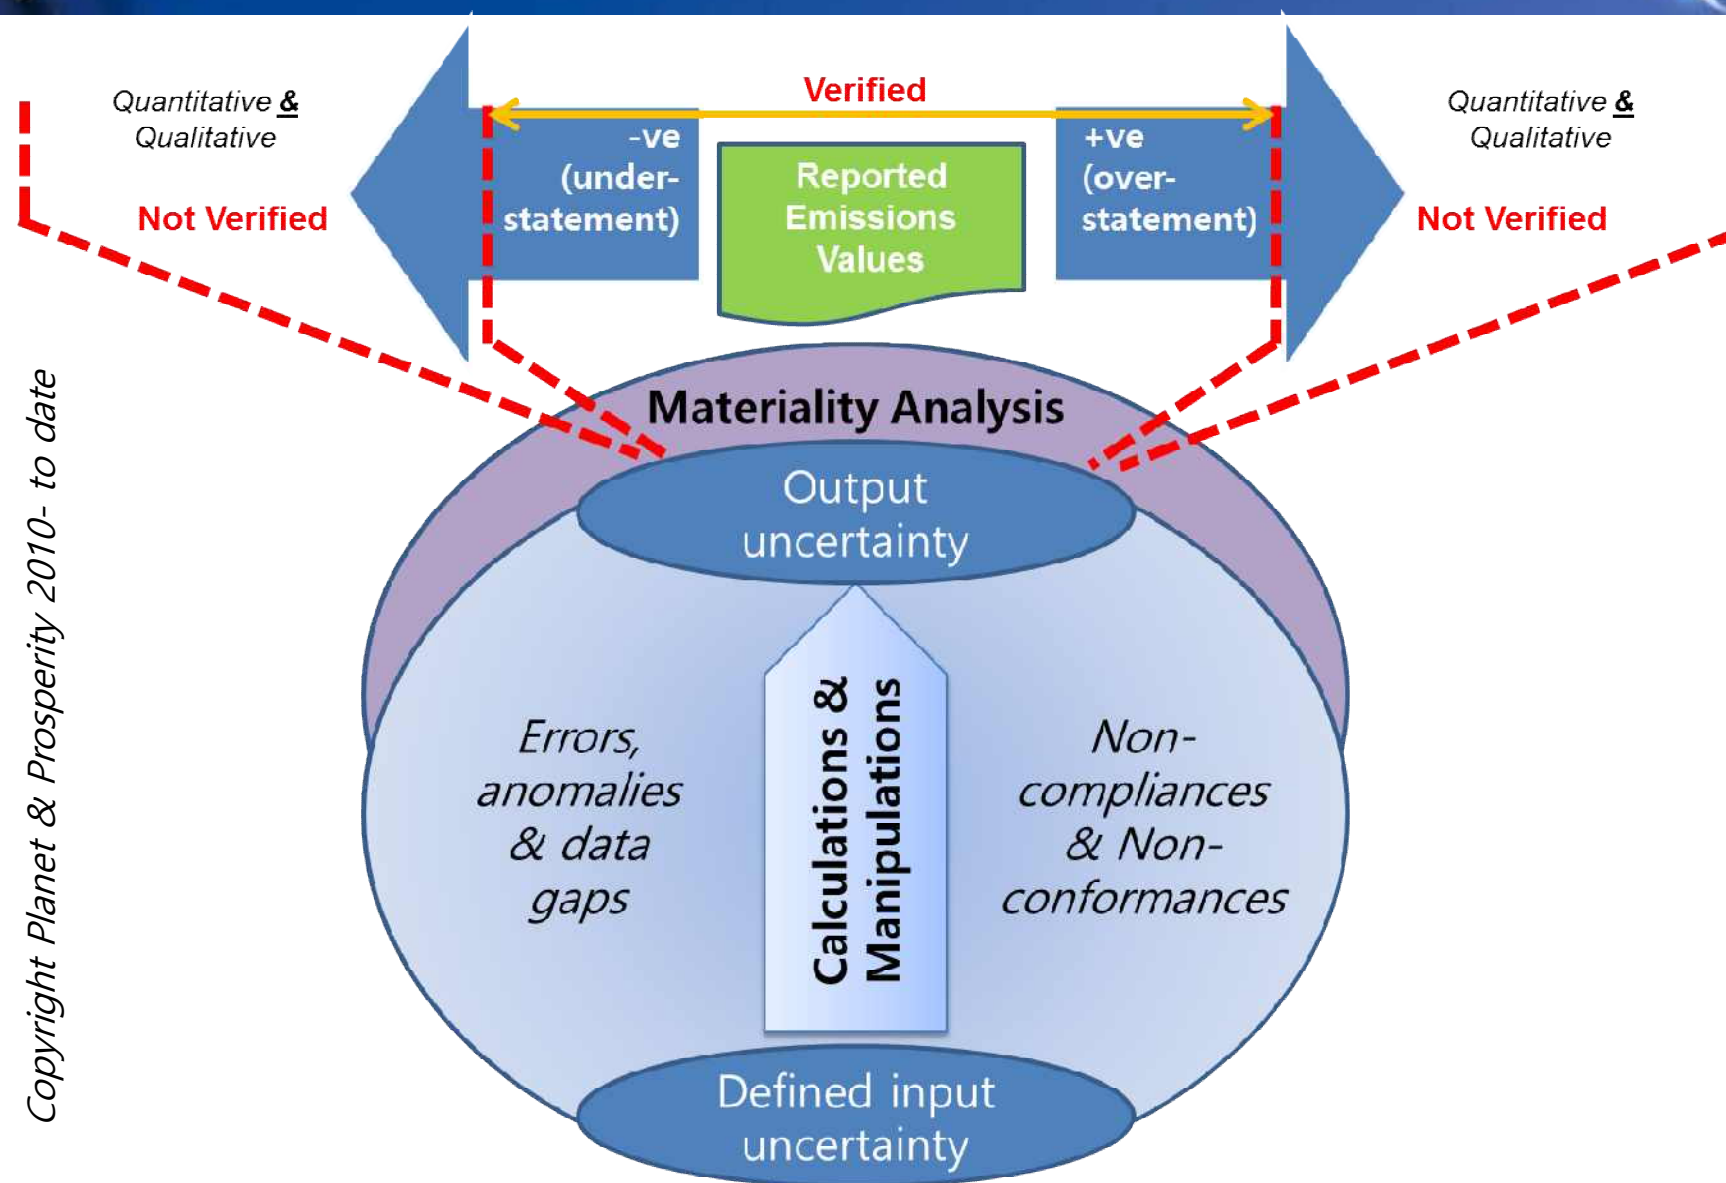 Verified
Quantitative &
Qualitative
Not Verified
-ve
(under-
statement)
Reported
Emissions
Values
+ve
(over-
statement)
Quantitative &
Qualitative
Not Verified
Materiality Analysis
Output
uncertainty
Errors,
anomalies
& data
gaps
Calculations &
Manipulations
Non-
compliances
& Non-
conformances
Defined input
uncertainty
Copyright Planet & Prosperity 2010- to date